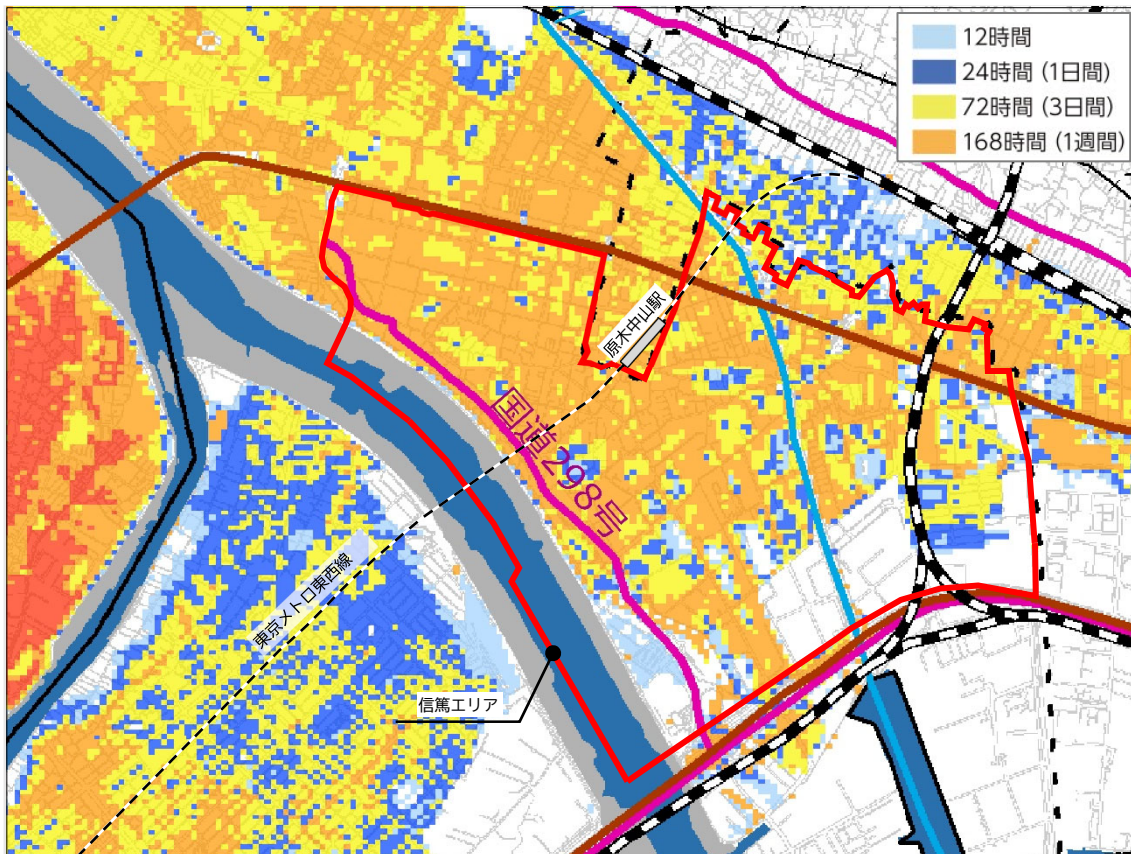 12時間
24時間 (1日間)
72時間 (3日間)
168時間 (1週間)
原木中山駅
国道298号
東京メトロ東西線
信篤エリア